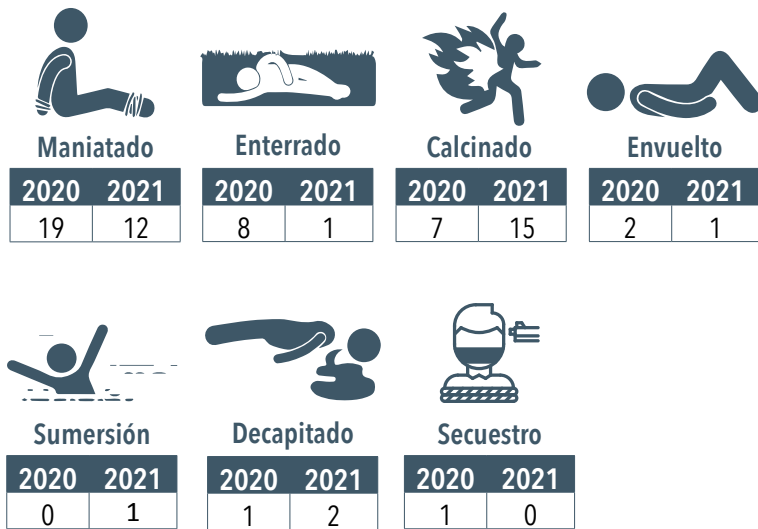 Maniatado Enterrado Calcinado Envuelto
2020 2021 2020 2021 2020 2021 2020 2021
19 12 8 1 7 15 2 1
Sumersión Decapitado Secuestro
2020 2021 2020 2021 2020 2021
0 1 1 2 1 0